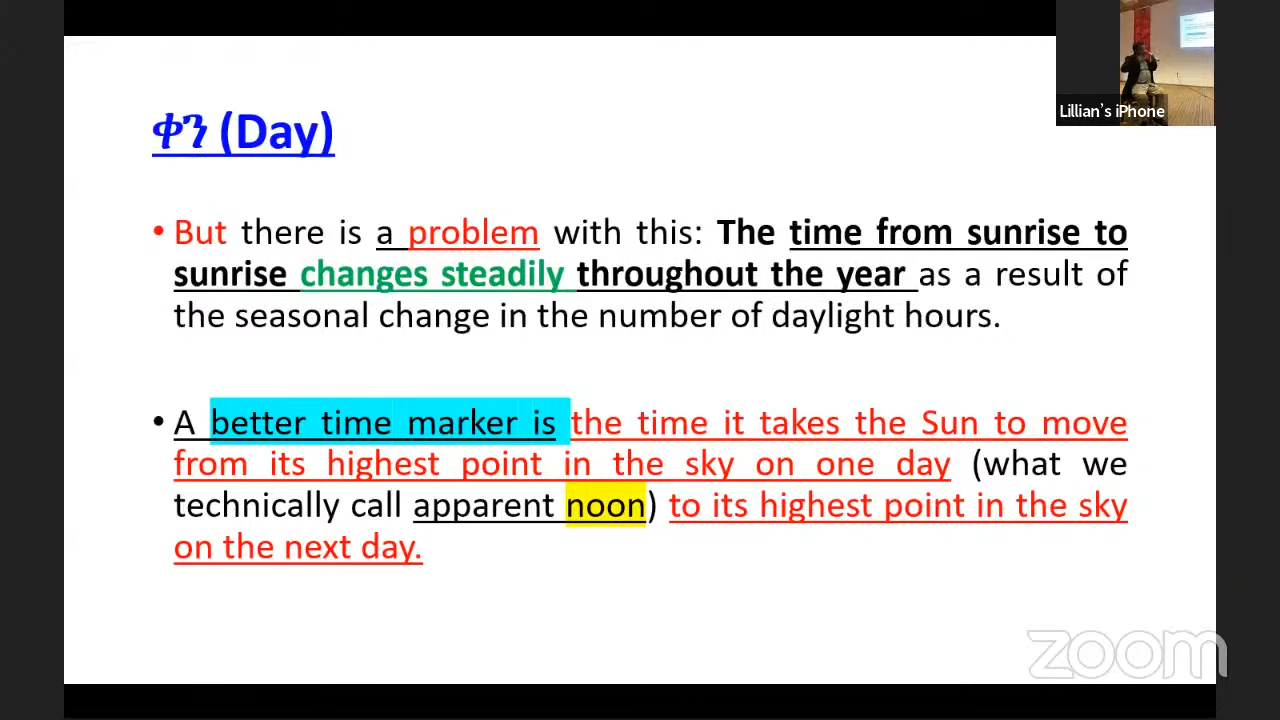 Lillian's iPhone
ቀን (Day)
• But there is a problem with this: The time from sunrise to
sunrise changes steadily throughout the year as a result of
the seasonal change in the number of daylight hours.
• A better time marker is the time it takes the Sun to move
from its highest point in the sky on one day (what we
technically call apparent noon) to its highest point in the sky
on the next day.
zoom